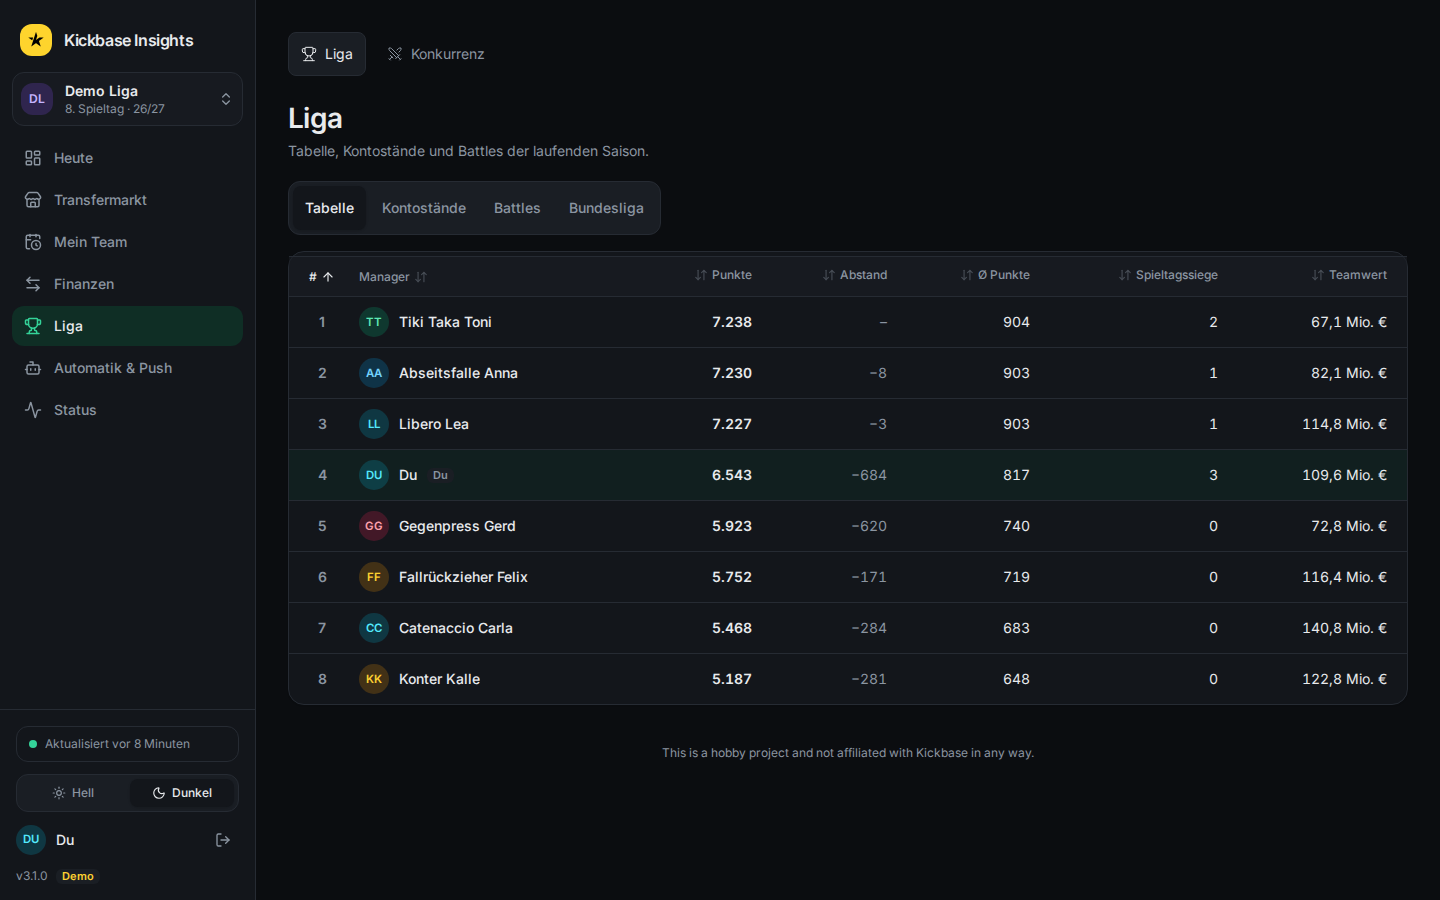 Kickbase Insights
DL
Demo Liga
8. Spieltag · 26/27
Heute
Transfermarkt
Mein Team
Finanzen
Liga
Automatik & Push
Status
Aktualisiert vor 8 Minuten
Hell Dunkel
DU Du
v3.1.0 Demo
Liga Konkurrenz
Liga
Tabelle, Kontostände und Battles der laufenden Saison.
Tabelle Kontostände Battles Bundesliga
# Manager Punkte Abstand Ø Punkte Spieltagssiege Teamwert
1 TT Tiki Taka Toni 7.238 – 904 2 67,1 Mio. €
2 AA Abseitsfalle Anna 7.230 −8 903 1 82,1 Mio. €
3 LL Libero Lea 7.227 −3 903 1 114,8 Mio. €
4 DU Du Du 6.543 −684 817 3 109,6 Mio. €
5 GG Gegenpress Gerd 5.923 −620 740 0 72,8 Mio. €
6 FF Fallrückzieher Felix 5.752 −171 719 0 116,4 Mio. €
7 CC Catenaccio Carla 5.468 −284 683 0 140,8 Mio. €
8 KK Konter Kalle 5.187 −281 648 0 122,8 Mio. €
This is a hobby project and not affiliated with Kickbase in any way.